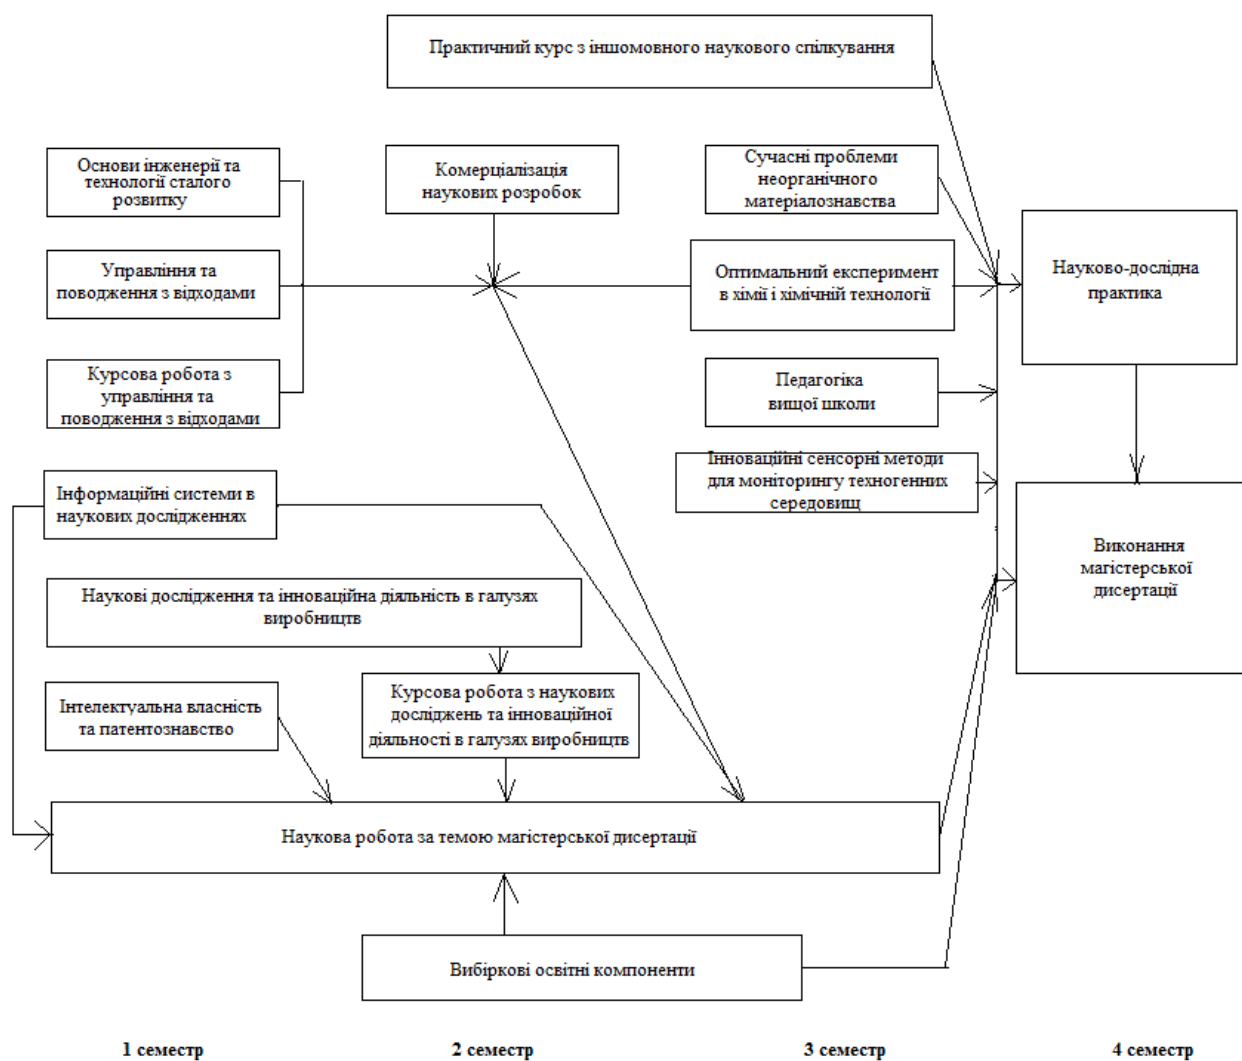 Практичний курс з іншомовного наукового спілкування
Основи інженерії та
технології сталого
розвитку
Комерціалізація
наукових розробок
Сучасні проблеми
неорганічного
матеріалознавства
Управління та
поводження з відходами
Оптимальний експеримент
в хімії і хімічній технології
Науково-дослідна
практика
Курсова робота з
управління та
поводження з відходами
Педагогіка
вищої школи
Інформаційні системи в
наукових дослідженнях
Інноваційні сенсорні методи
для моніторингу техногенних
середовищ
Виконання
магістерської
дисертації
Наукові дослідження та інноваційна діяльність в галузях
виробництв
Інтелектуальна власність
та патентознавство
Курсова робота з наукових
досліджень та інноваційної
діяльності в галузях виробництв
Наукова робота за темою магістерської дисертації
Вибіркові освітні компоненти
1 семестр
2 семестр
3 семестр
4 семестр